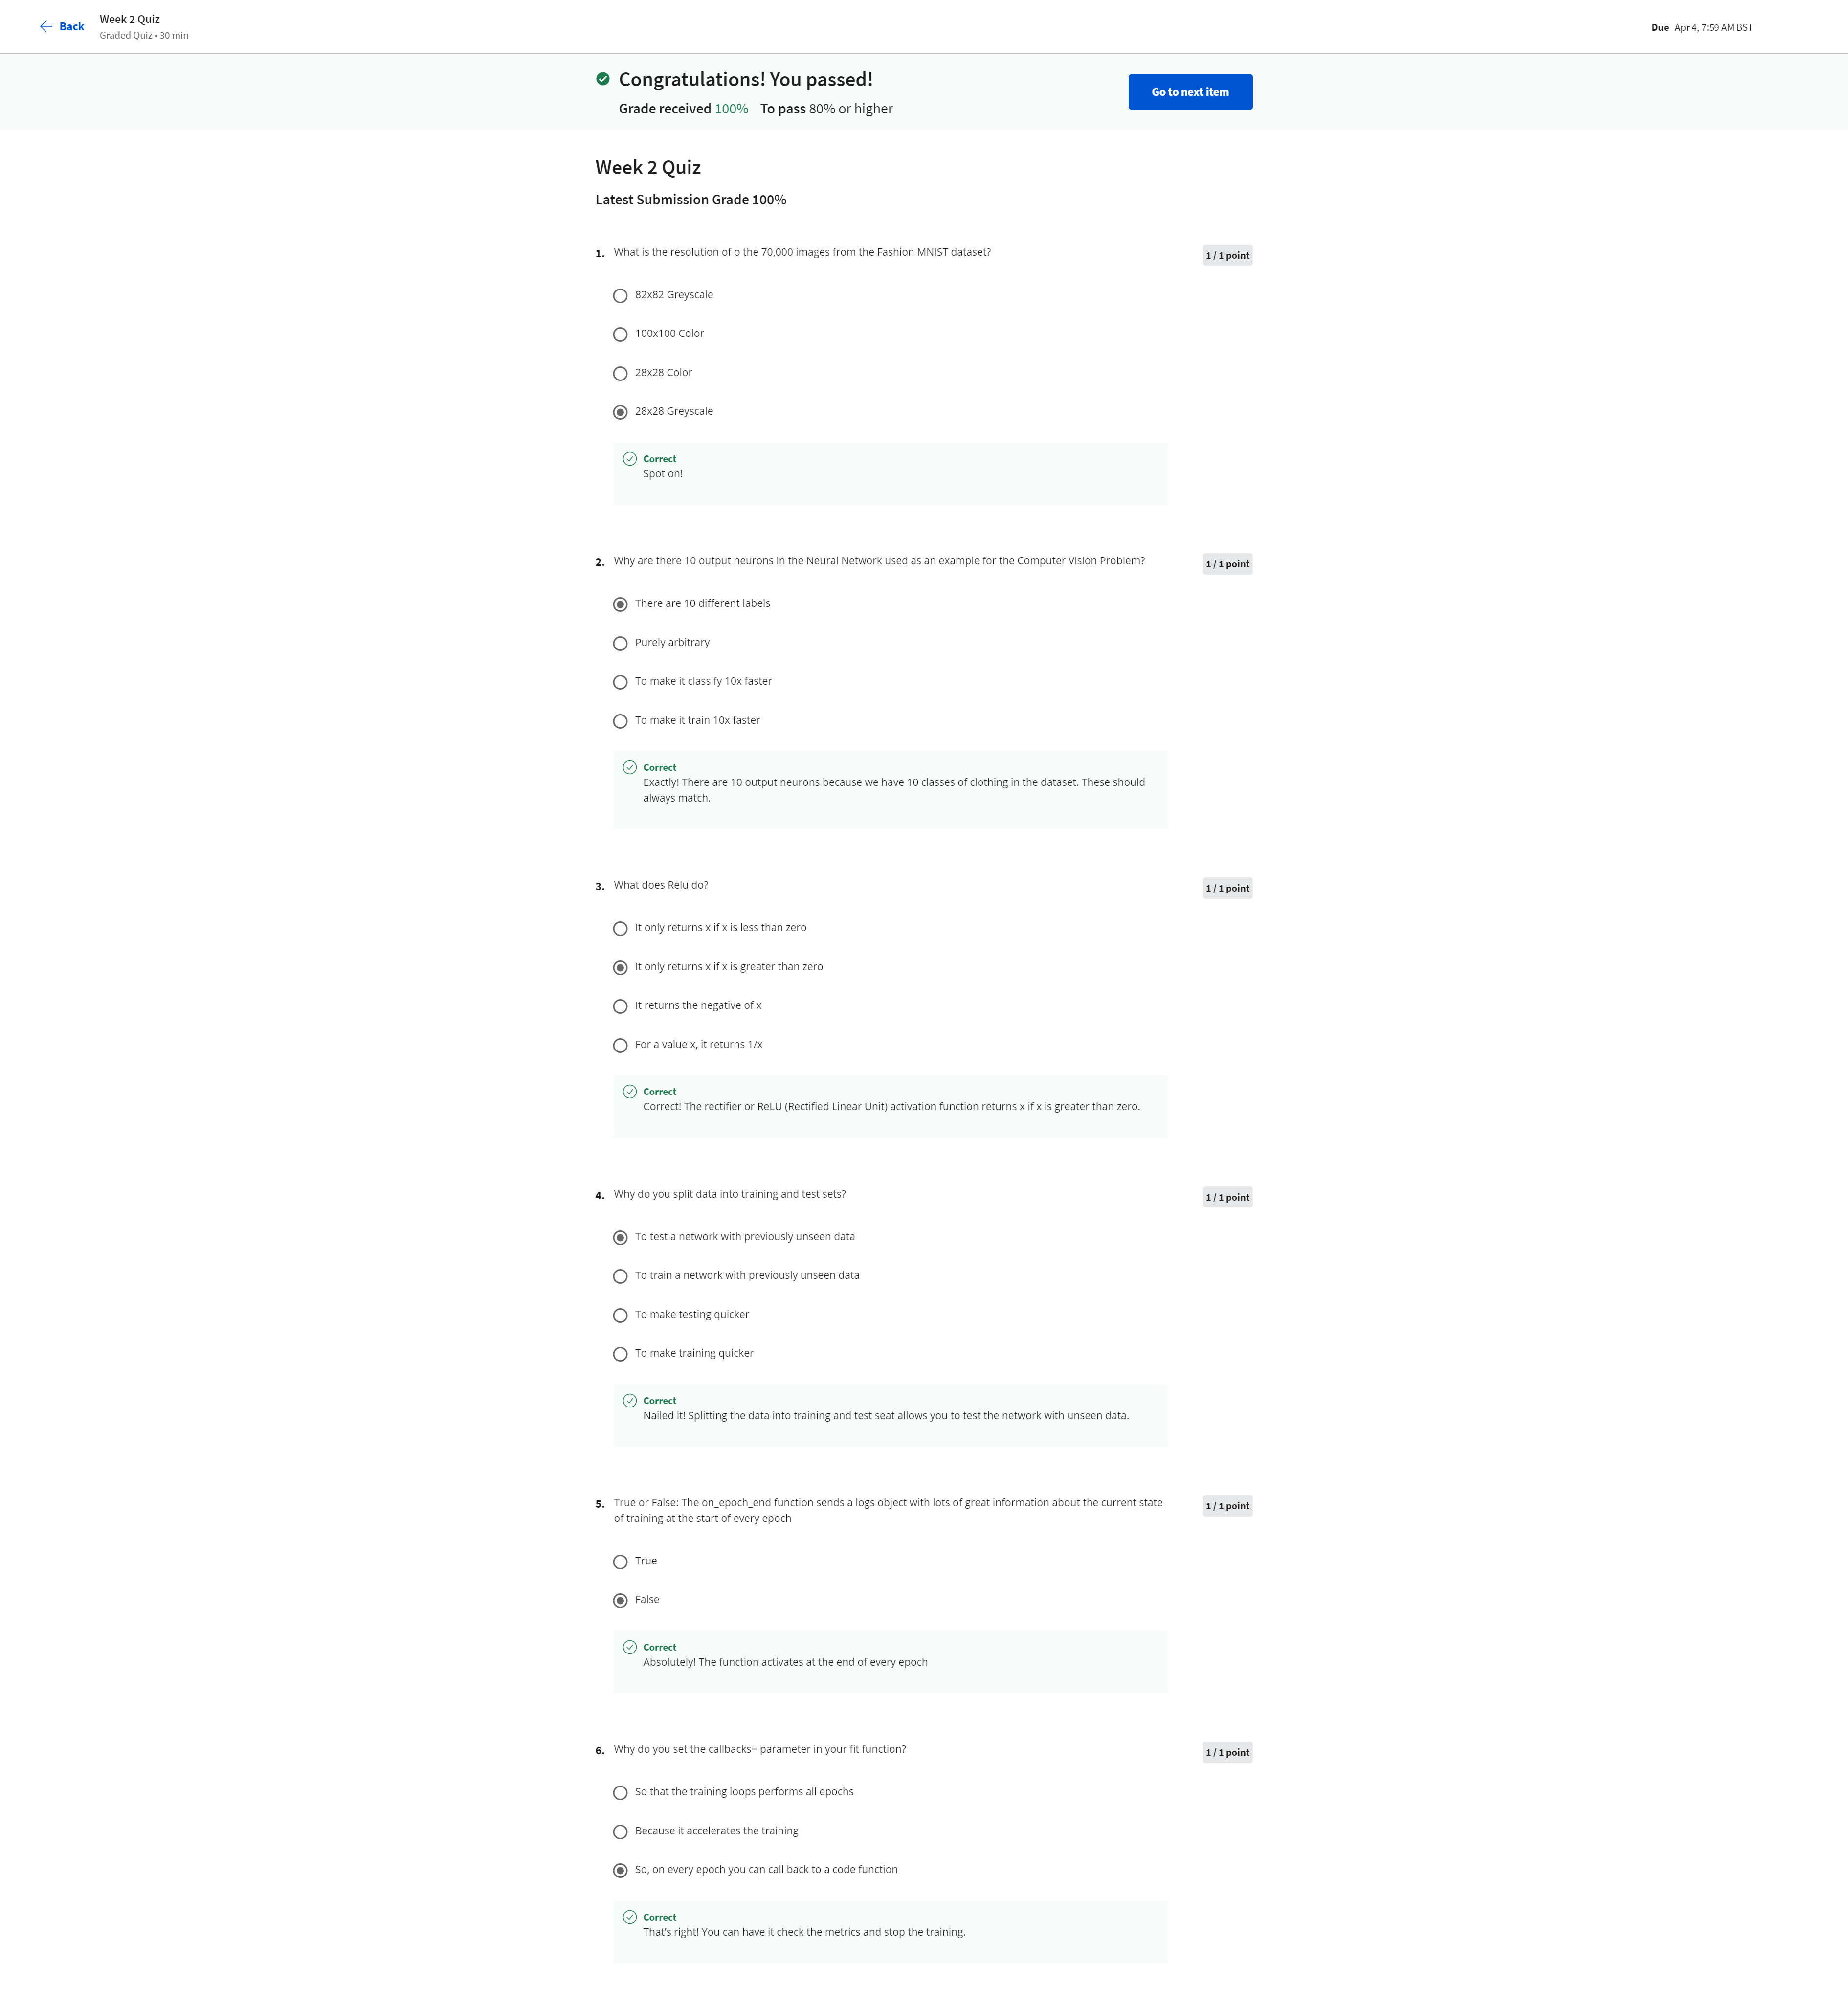 Back
Week 2 Quiz
Graded Quiz • 30 min
Due Apr 4, 7:59 AM BST
Congratulations! You passed!
Grade received 100% To pass 80% or higher
Go to next item
Week 2 Quiz
Latest Submission Grade 100%
1. What is the resolution of o the 70,000 images from the Fashion MNIST dataset?
1 / 1 point
82x82 Greyscale
100x100 Color
28x28 Color
28x28 Greyscale
Correct
Spot on!
2. Why are there 10 output neurons in the Neural Network used as an example for the Computer Vision Problem?
1 / 1 point
There are 10 different labels
Purely arbitrary
To make it classify 10x faster
To make it train 10x faster
Correct
Exactly! There are 10 output neurons because we have 10 classes of clothing in the dataset. These should
always match.
3. What does Relu do?
1 / 1 point
It only returns x if x is less than zero
It only returns x if x is greater than zero
It returns the negative of x
For a value x, it returns 1/x
Correct
Correct! The rectifier or ReLU (Rectified Linear Unit) activation function returns x if x is greater than zero.
4. Why do you split data into training and test sets?
1 / 1 point
To test a network with previously unseen data
To train a network with previously unseen data
To make testing quicker
To make training quicker
Correct
Nailed it! Splitting the data into training and test seat allows you to test the network with unseen data.
5. True or False: The on_epoch_end function sends a logs object with lots of great information about the current state
of training at the start of every epoch
1 / 1 point
True
False
Correct
Absolutely! The function activates at the end of every epoch
6. Why do you set the callbacks= parameter in your fit function?
1 / 1 point
So that the training loops performs all epochs
Because it accelerates the training
So, on every epoch you can call back to a code function
Correct
That's right! You can have it check the metrics and stop the training.